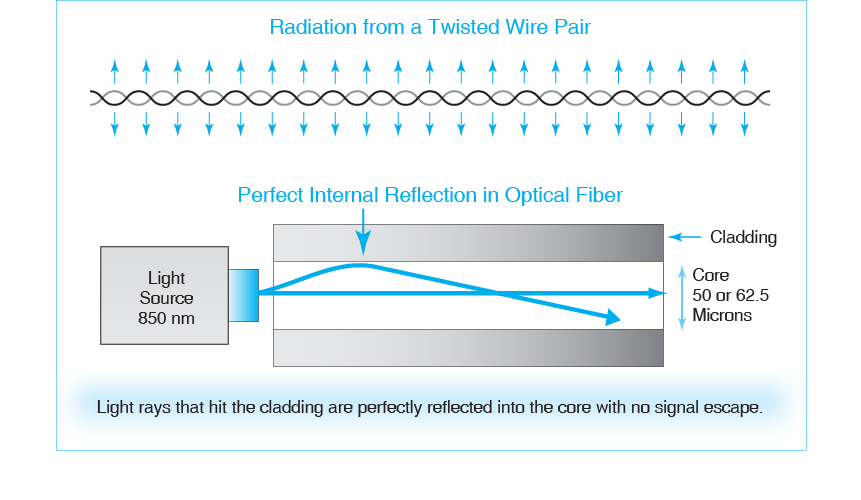 Radiation from a Twisted Wire Pair
Perfect Internal Reflection in Optical Fiber
Cladding
Light
Source
850 nm
Core
50 or 62.5
Microns
Light rays that hit the cladding are perfectly reflected into the core with no signal escape.